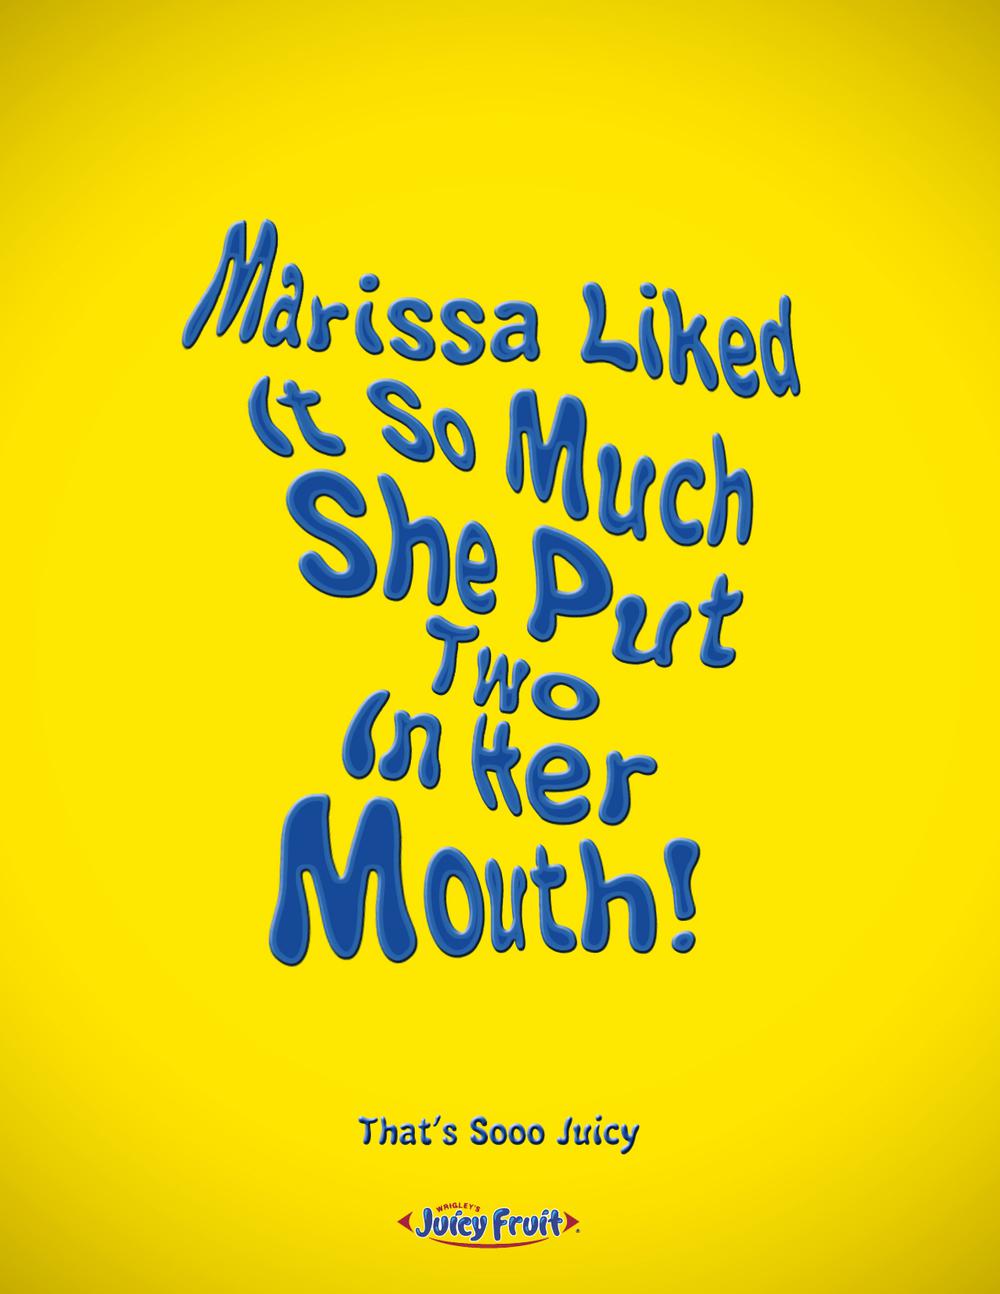 Marissa Liked
It So Much
She Put
Two
In Her
Mouth!
That's Sooo Juicy
WRIGLEY'S
Juicy Fruit